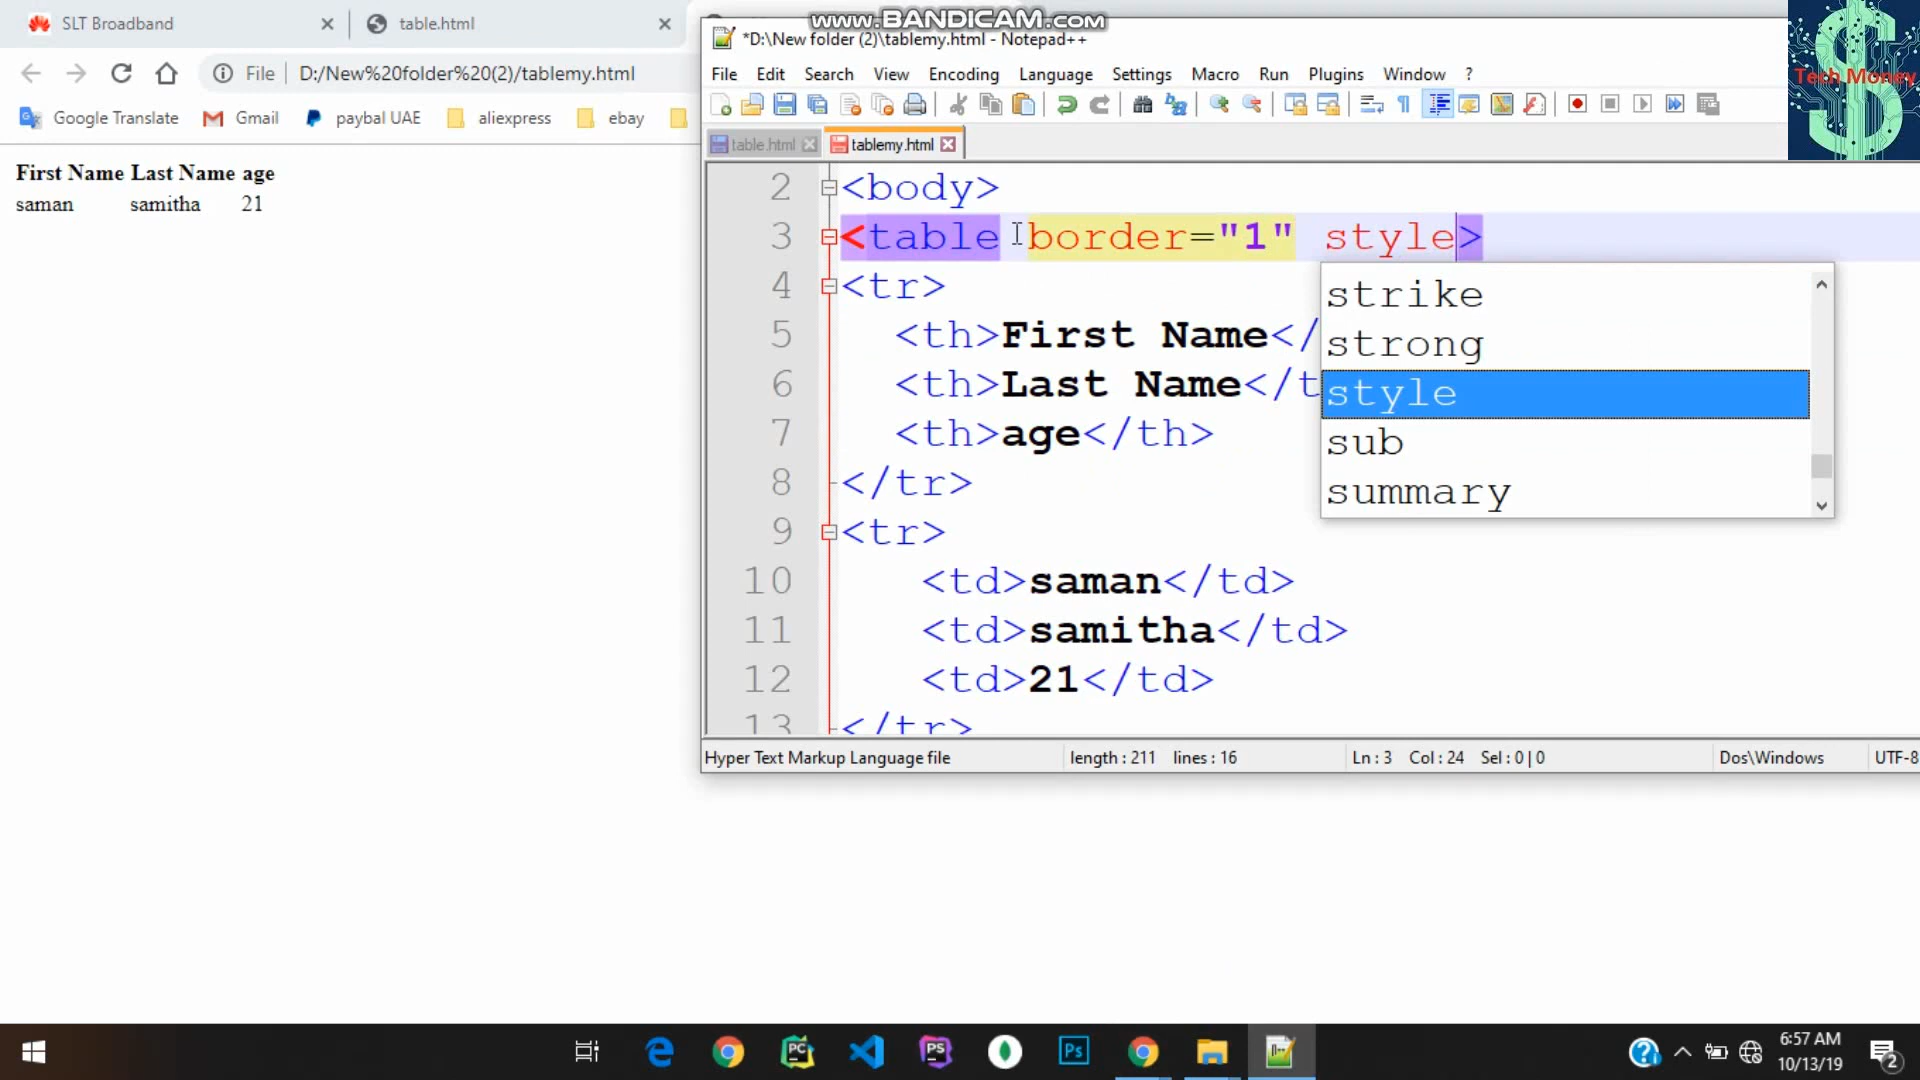 www.BANDICAM.com
SLT Broadband
table.html
*D:\New folder (2)\tablemy.html - Notepad++
Tech Money
File D:/New%20folder%20(2)/tablemy.html
File Edit Search View Encoding Language Settings Macro Run Plugins Window ?
Google Translate Gmail paybal UAE aliexpress ebay
table.html tablemy.html
First Name Last Name age
saman samitha 21
2 <body>
3 <table border="1" style>
4 <tr>
5 <th>First Name</
6 <th>Last Name</t
7 <th>age</th>
8 </tr>
9 <tr>
10 <td>saman</td>
11 <td>samitha</td>
12 <td>21</td>
13 </tr>
strike
strong
style
sub
summary
Hyper Text Markup Language file length : 211 lines : 16 Ln : 3 Col : 24 Sel : 0 | 0 Dos\Windows UTF-8
PC
PS
Ps
6:57 AM
10/13/19
2